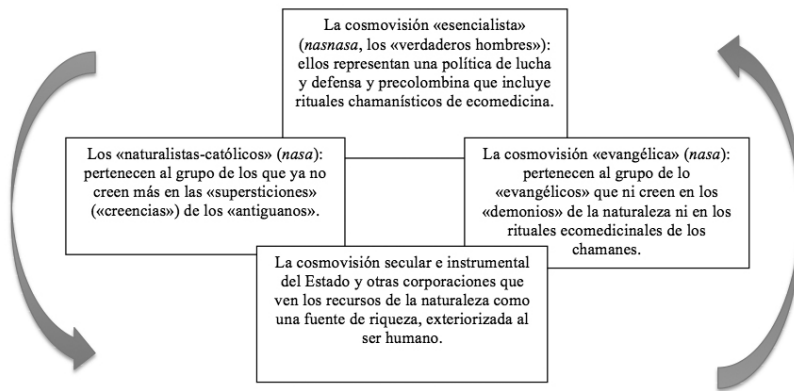 La cosmovisión «esencialista»
(nasnasa, los «verdaderos hombres»):
ellos representan una política de lucha
y defensa y precolombina que incluye
rituales chamanísticos de ecomedicina.
Los «naturalistas-católicos» (nasa):
pertenecen al grupo de los que ya no
creen más en las «supersticiones»
(«creencias») de los «antiguanos».
La cosmovisión «evangélica» (nasa):
pertenecen al grupo de lo
«evangélicos» que ni creen en los
«demonios» de la naturaleza ni en los
rituales ecomedicinales de los
chamanes.
La cosmovisión secular e instrumental
del Estado y otras corporaciones que
ven los recursos de la naturaleza como
una fuente de riqueza, exteriorizada al
ser humano.